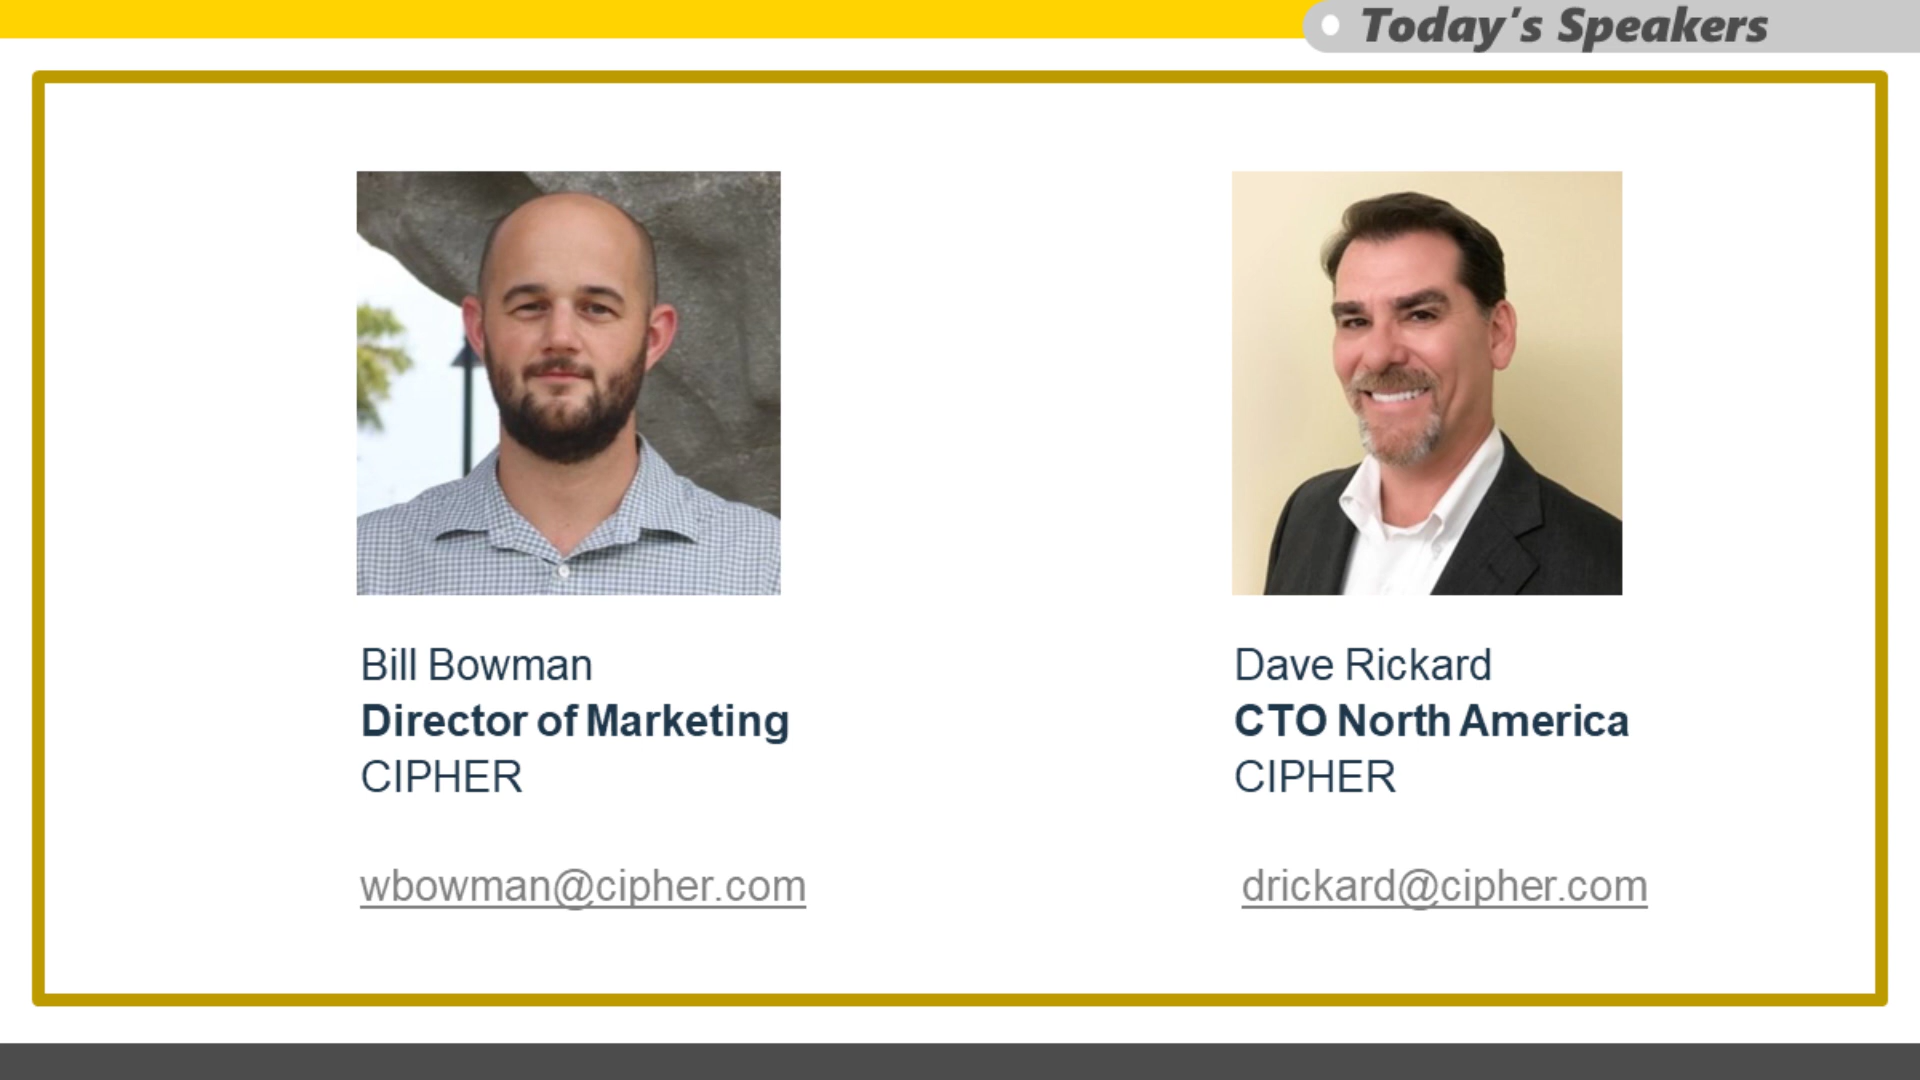 Today's Speakers
Bill Bowman
Director of Marketing
CIPHER
wbowman@cipher.com
Dave Rickard
CTO North America
CIPHER
drickard@cipher.com